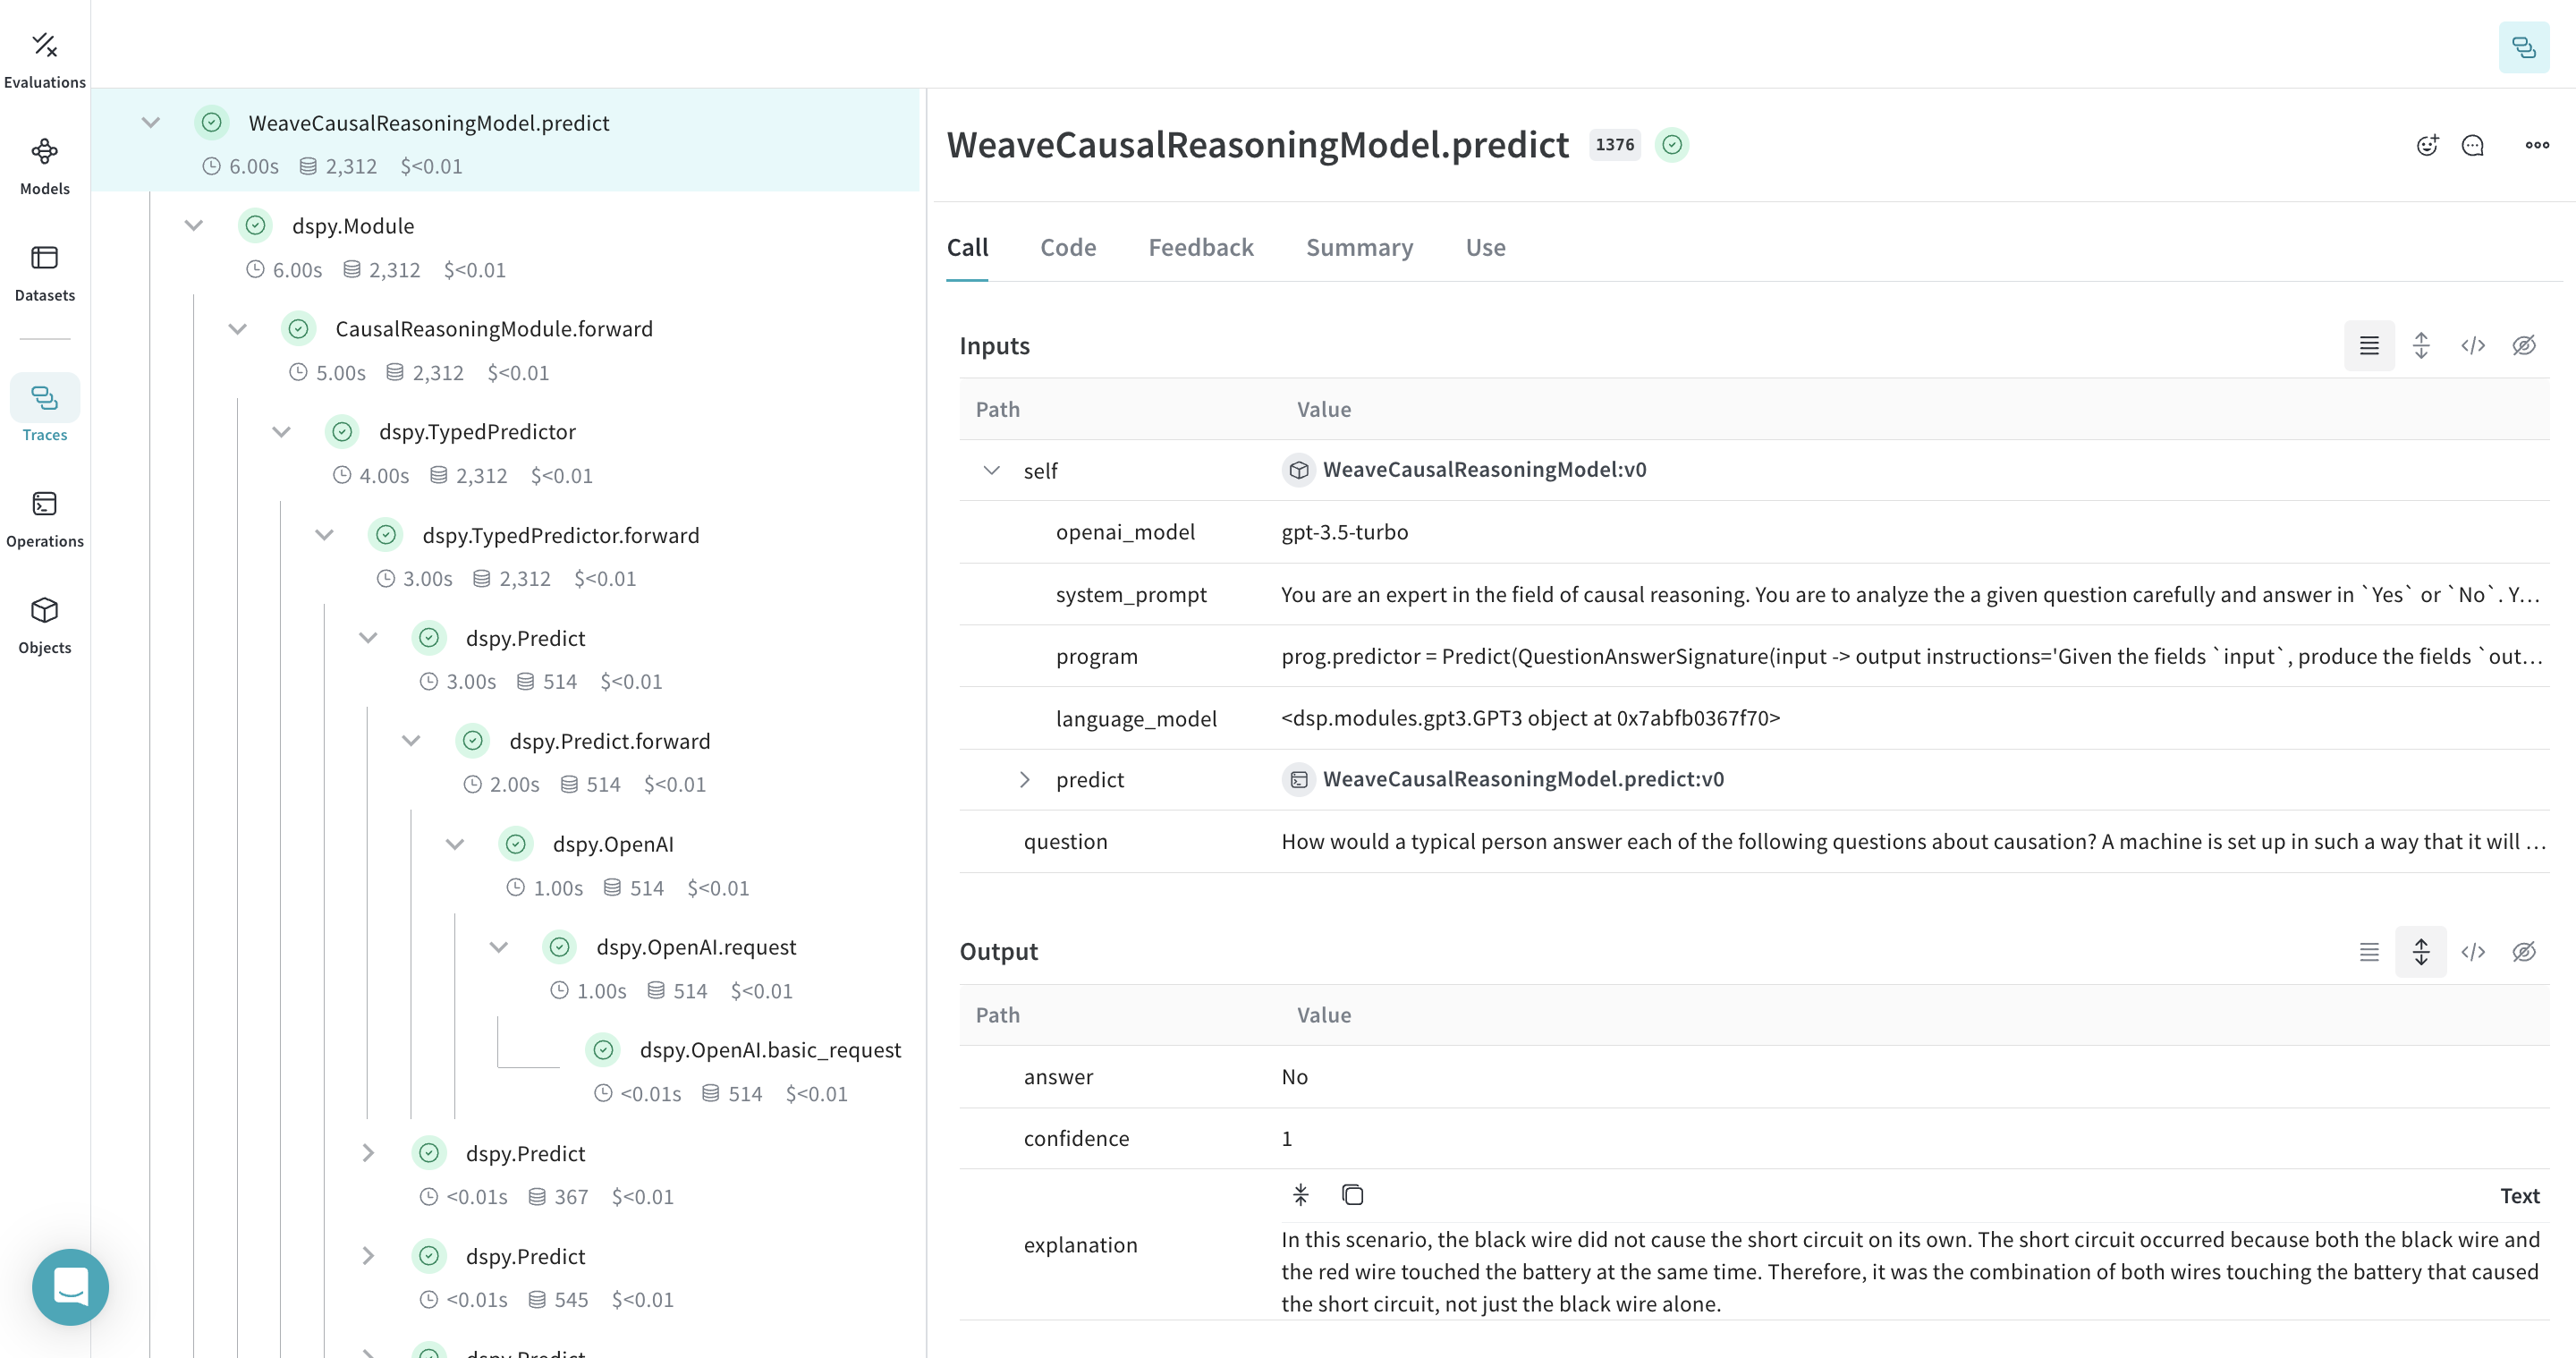 Evaluations
Models
Datasets
Traces
Operations
Objects
WeaveCausalReasoningModel.predict
6.00s 2,312 $<0.01
dspy.Module
6.00s 2,312 $<0.01
CausalReasoningModule.forward
5.00s 2,312 $<0.01
dspy.TypedPredictor
4.00s 2,312 $<0.01
dspy.TypedPredictor.forward
3.00s 2,312 $<0.01
dspy.Predict
3.00s 514 $<0.01
dspy.Predict.forward
2.00s 514 $<0.01
dspy.OpenAI
1.00s 514 $<0.01
dspy.OpenAI.request
1.00s 514 $<0.01
dspy.OpenAI.basic_request
<0.01s 514 $<0.01
dspy.Predict
<0.01s 367 $<0.01
dspy.Predict
<0.01s 545 $<0.01
dspy.Predict
WeaveCausalReasoningModel.predict 1376
Call Code Feedback Summary Use
Inputs
Path Value
self WeaveCausalReasoningModel:v0
openai_model gpt-3.5-turbo
system_prompt You are an expert in the field of causal reasoning. You are to analyze the a given question carefully and answer in `Yes` or `No`. Y...
program prog.predictor = Predict(QuestionAnswerSignature(input -> output instructions='Given the fields `input`, produce the fields `out...
language_model <dsp.modules.gpt3.GPT3 object at 0x7abfb0367f70>
predict WeaveCausalReasoningModel.predict:v0
question How would a typical person answer each of the following questions about causation? A machine is set up in such a way that it will ...
Output
Path Value
answer No
confidence 1
Text
explanation In this scenario, the black wire did not cause the short circuit on its own. The short circuit occurred because both the black wire and
the red wire touched the battery at the same time. Therefore, it was the combination of both wires touching the battery that caused
the short circuit, not just the black wire alone.